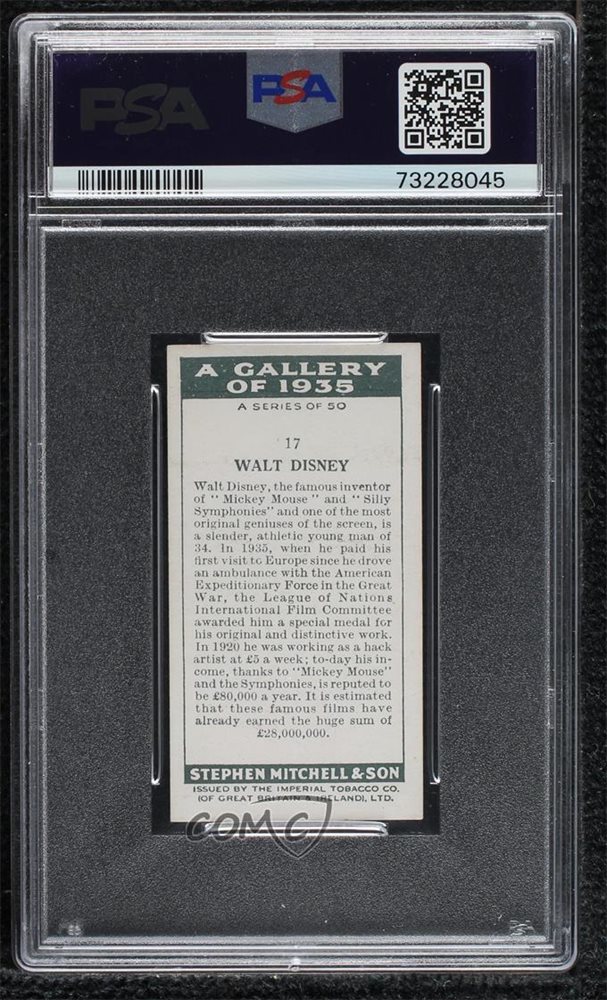 PSA
PSA
73228045
A GALLERY
OF 1935
A SERIES OF 50
17
WALT DISNEY
Walt Disney, the famous inventor
of "Mickey Mouse" and "Silly
Symphonies" and one of the most
original geniuses of the screen, is
a slender, athletic young man of
34. In 1935, when he paid his
first visit to Europe since he drove
an ambulance with the American
Expeditionary Force in the Great
War, the League of Nations
International Film Committee
awarded him a special medal for
his original and distinctive work.
In 1920 he was working as a hack
artist at £5 a week; to-day his in-
come, thanks to "Mickey Mouse"
and the Symphonies, is reputed to
be £80,000 a year. It is estimated
that these famous films have
already earned the huge sum of
£28,000,000.
STEPHEN MITCHELL & SON
ISSUED BY THE IMPERIAL TOBACCO CO.
(OF GREAT BRITAIN & IRELAND), LTD.
COMC